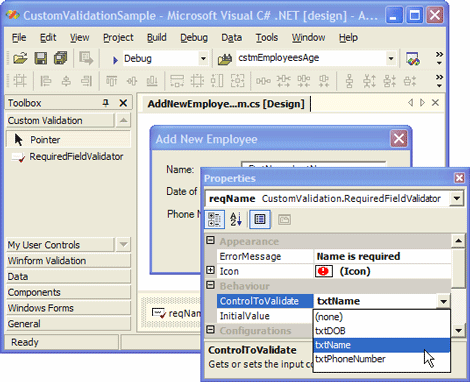 CustomValidationSample - Microsoft Visual C# .NET [design] - A...
File Edit View Project Build Debug Data Tools Window Help
Debug cstmEmployeesAge
Toolbox
Custom Validation
Pointer
RequiredFieldValidator
My User Controls
Winform Validation
Data
Components
Windows Forms
General
Ready
AddNewEmploye...m.cs [Design]
Add New Employee
Name:
Date of
Phone N
reqNa
Properties
reqName CustomValidation.RequiredFieldValidator
Appearance
ErrorMessage Name is required
Icon (Icon)
Behaviour
ControlToValidate txtName
InitialValue
Configurations
(none)
txtDOB
txtName
txtPhoneNumber
ControlToValidate
Gets or sets the input co